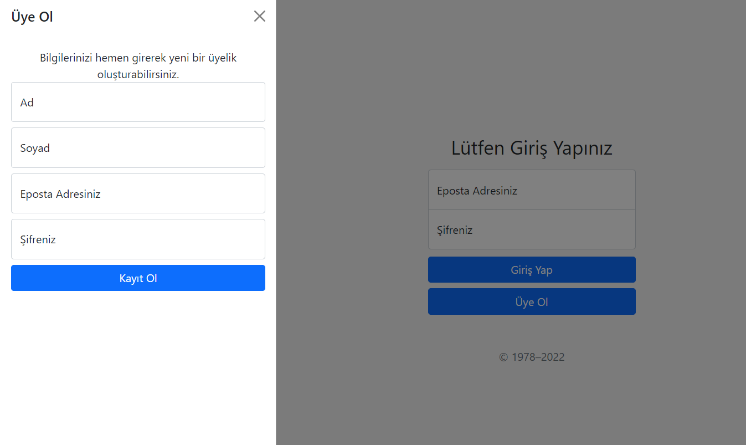 Üye Ol
Bilgilerinizi hemen girerek yeni bir üyelik
oluşturabilirsiniz.
Ad
Soyad
Eposta Adresiniz
Şifreniz
Kayıt Ol
Lütfen Giriş Yapınız
Eposta Adresiniz
Şifreniz
Giriş Yap
Üye Ol
© 1978–2022